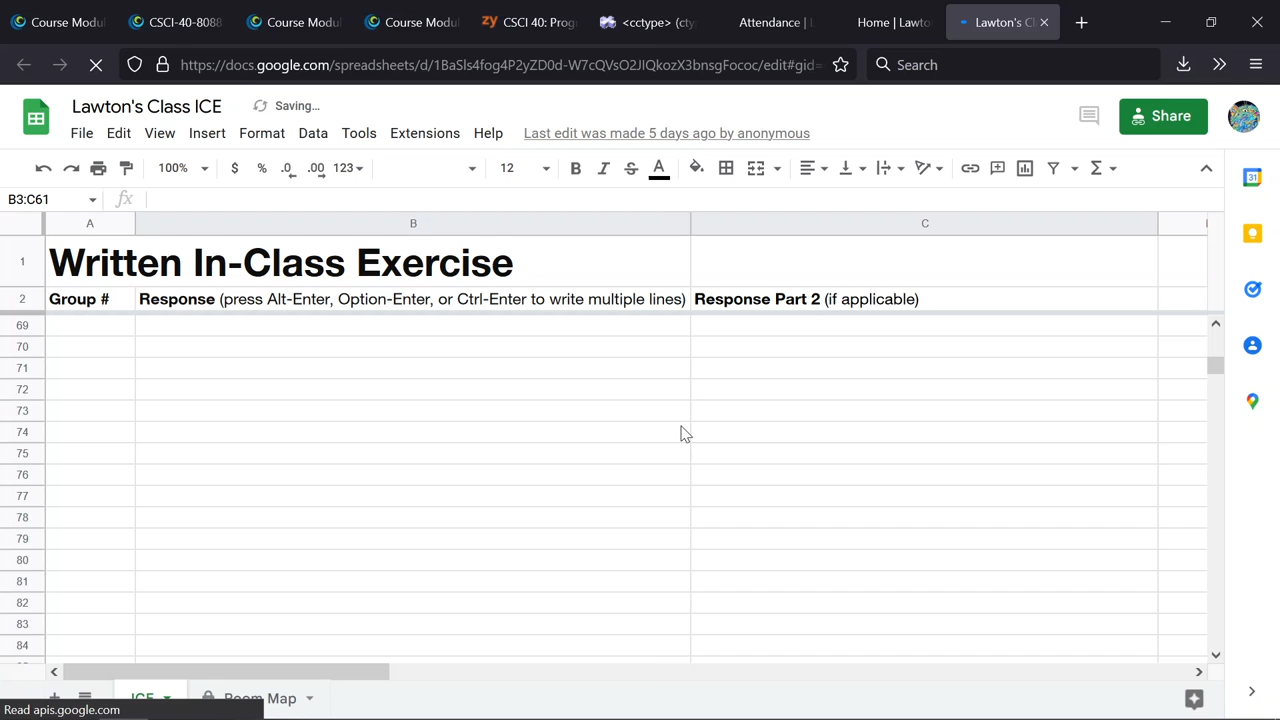 Course Modul
CSCI-40-8088
Course Modul
Course Modul
zy CSCI 40: Prog
<cctype> (cty
Attendance | 
Home | Lawto
Lawton's Cl
https://docs.google.com/spreadsheets/d/1BaSls4fog4P2yZD0d-W7cQVsO2JIQkozX3bnsgFococ/edit#gid=
Search
Lawton's Class ICE
Saving...
Share
File Edit View Insert Format Data Tools Extensions Help
Last edit was made 5 days ago by anonymous
100% $ % .0 .00 123 12 B I S A
31
B3:C61 fx
A B C
1 Written In-Class Exercise
2 Group # Response (press Alt-Enter, Option-Enter, or Ctrl-Enter to write multiple lines) Response Part 2 (if applicable)
69
70
71
72
73
74
75
76
77
78
79
80
81
82
83
84
ICE
Room Map
Read apis.google.com